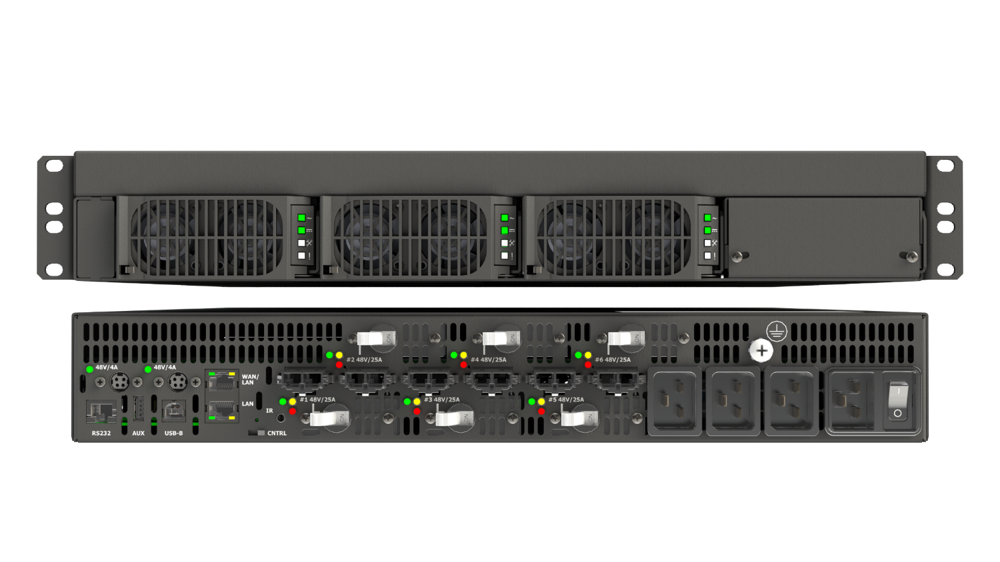 #2 48V/25A
#4 48V/25A
#6 48V/25A
48V/4A
48V/4A
WAN/
LAN
LAN
IR
#1 48V/25A
#3 48V/25A
#5 48V/25A
RS232
AUX
USB-B
CNTRL
ON
ON
ON
ON
ON
ON